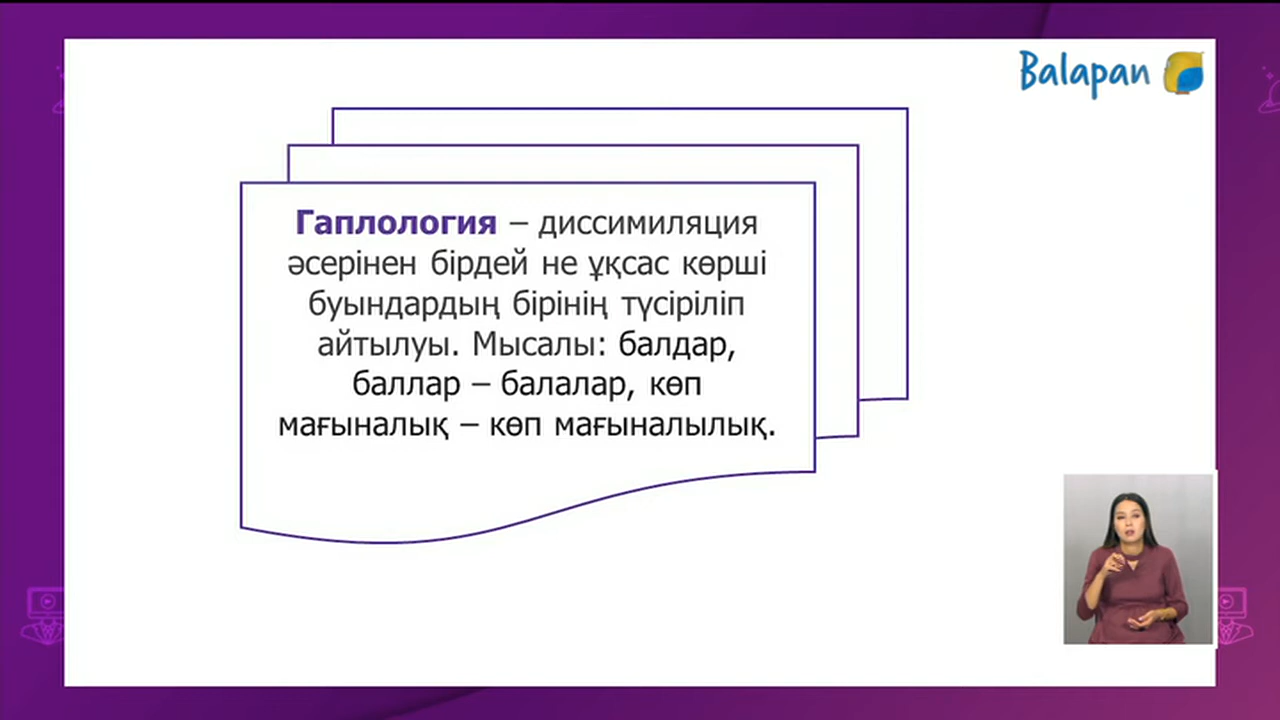 Balapan
Гаплология – диссимиляция
әсерінен бірдей не ұқсас көрші
буындардың бірінің түсіріліп
айтылуы. Мысалы: балдар,
баллар – балалар, көп
мағыналық – көп мағыналылық.